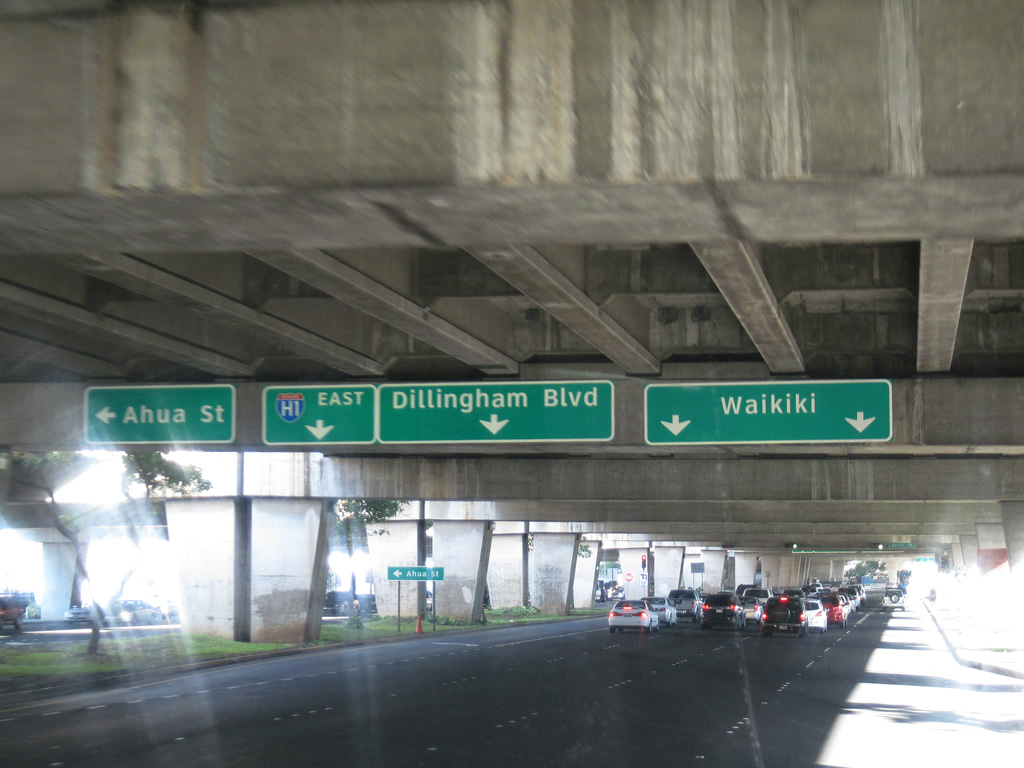 ← Ahua St
H1 EAST
Dillingham Blvd
Waikiki
← Ahua St